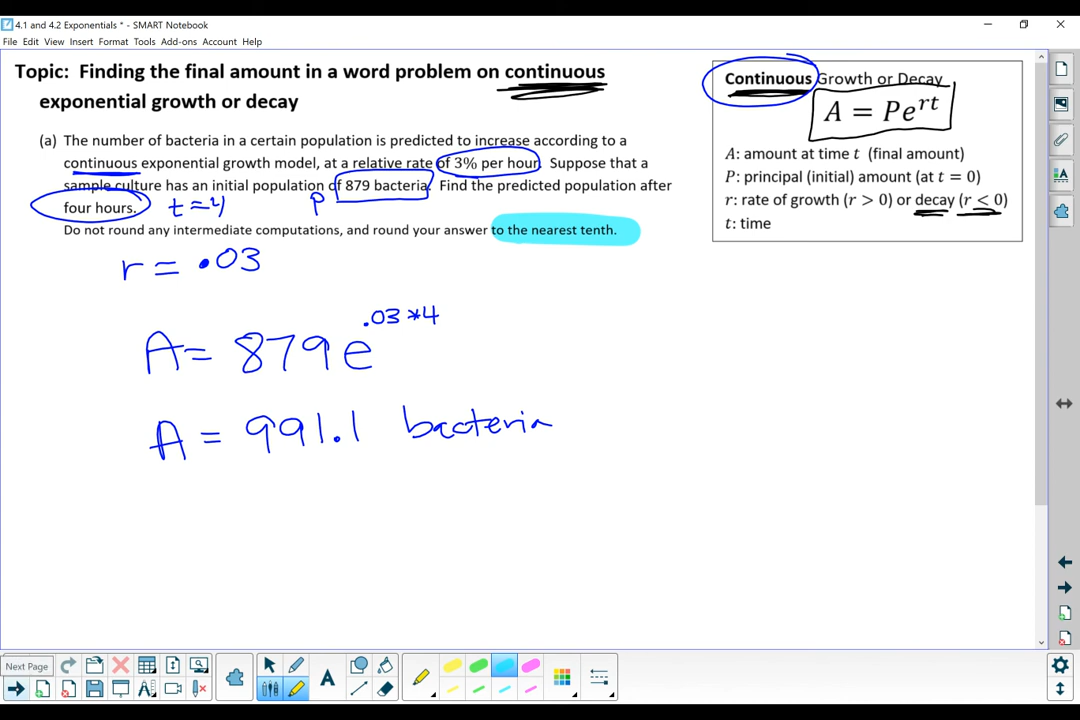 4.1 and 4.2 Exponentials * - SMART Notebook
File Edit View Insert Format Tools Add-ons Account Help
Topic: Finding the final amount in a word problem on continuous
exponential growth or decay
(a) The number of bacteria in a certain population is predicted to increase according to a
continuous exponential growth model, at a relative rate of 3% per hour. Suppose that a
sample culture has an initial population of 879 bacteria. Find the predicted population after
four hours. t = 4 P
Do not round any intermediate computations, and round your answer to the nearest tenth.
r = .03
A = 879 e^.03*4
A = 991.1 bacteria
Continuous Growth or Decay
A = Pe^rt
A: amount at time t (final amount)
P: principal (initial) amount (at t = 0)
r: rate of growth (r > 0) or decay (r < 0)
t: time
Next Page